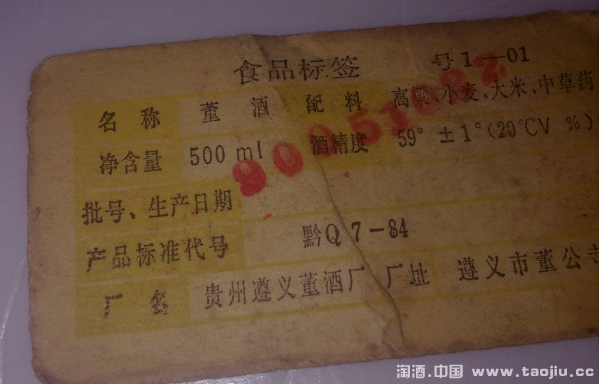 食品标签 号1—01
名称 董酒 配料 高粱、小麦、大米、中草药
净含量 500ml 酒精度 59°±1°(20℃V %)
批号、生产日期
产品标准代号 黔Q7-84
厂名 贵州遵义董酒厂 厂址 遵义市董公寺
淘酒.中国 www.taojiu.cc